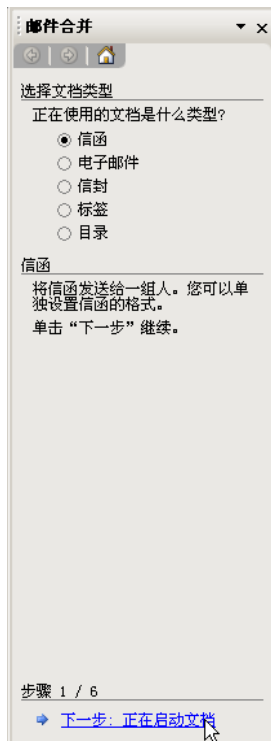 邮件合并
选择文档类型
正在使用的文档是什么类型?
信函
电子邮件
信封
标签
目录
信函
将信函发送给一组人。您可以单
独设置信函的格式。
单击“下一步”继续。
步骤 1 / 6
下一步: 正在启动文档